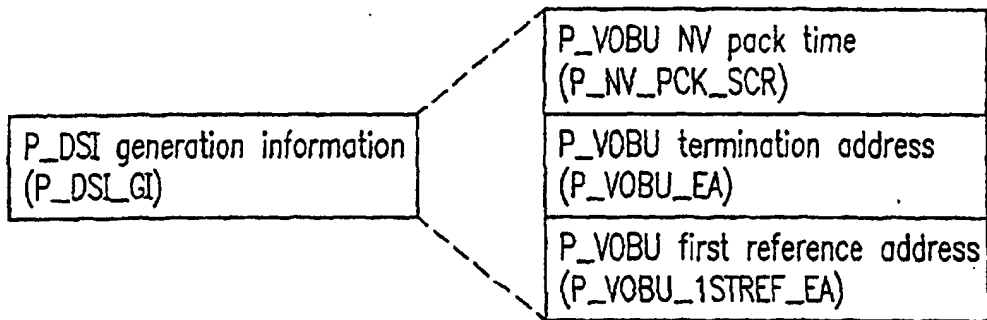 P_DSI generation information
(P_DSI_GI)
P_VOBU NV pack time
(P_NV_PCK_SCR)
P_VOBU termination address
(P_VOBU_EA)
P_VOBU first reference address
(P_VOBU_1STREF_EA)